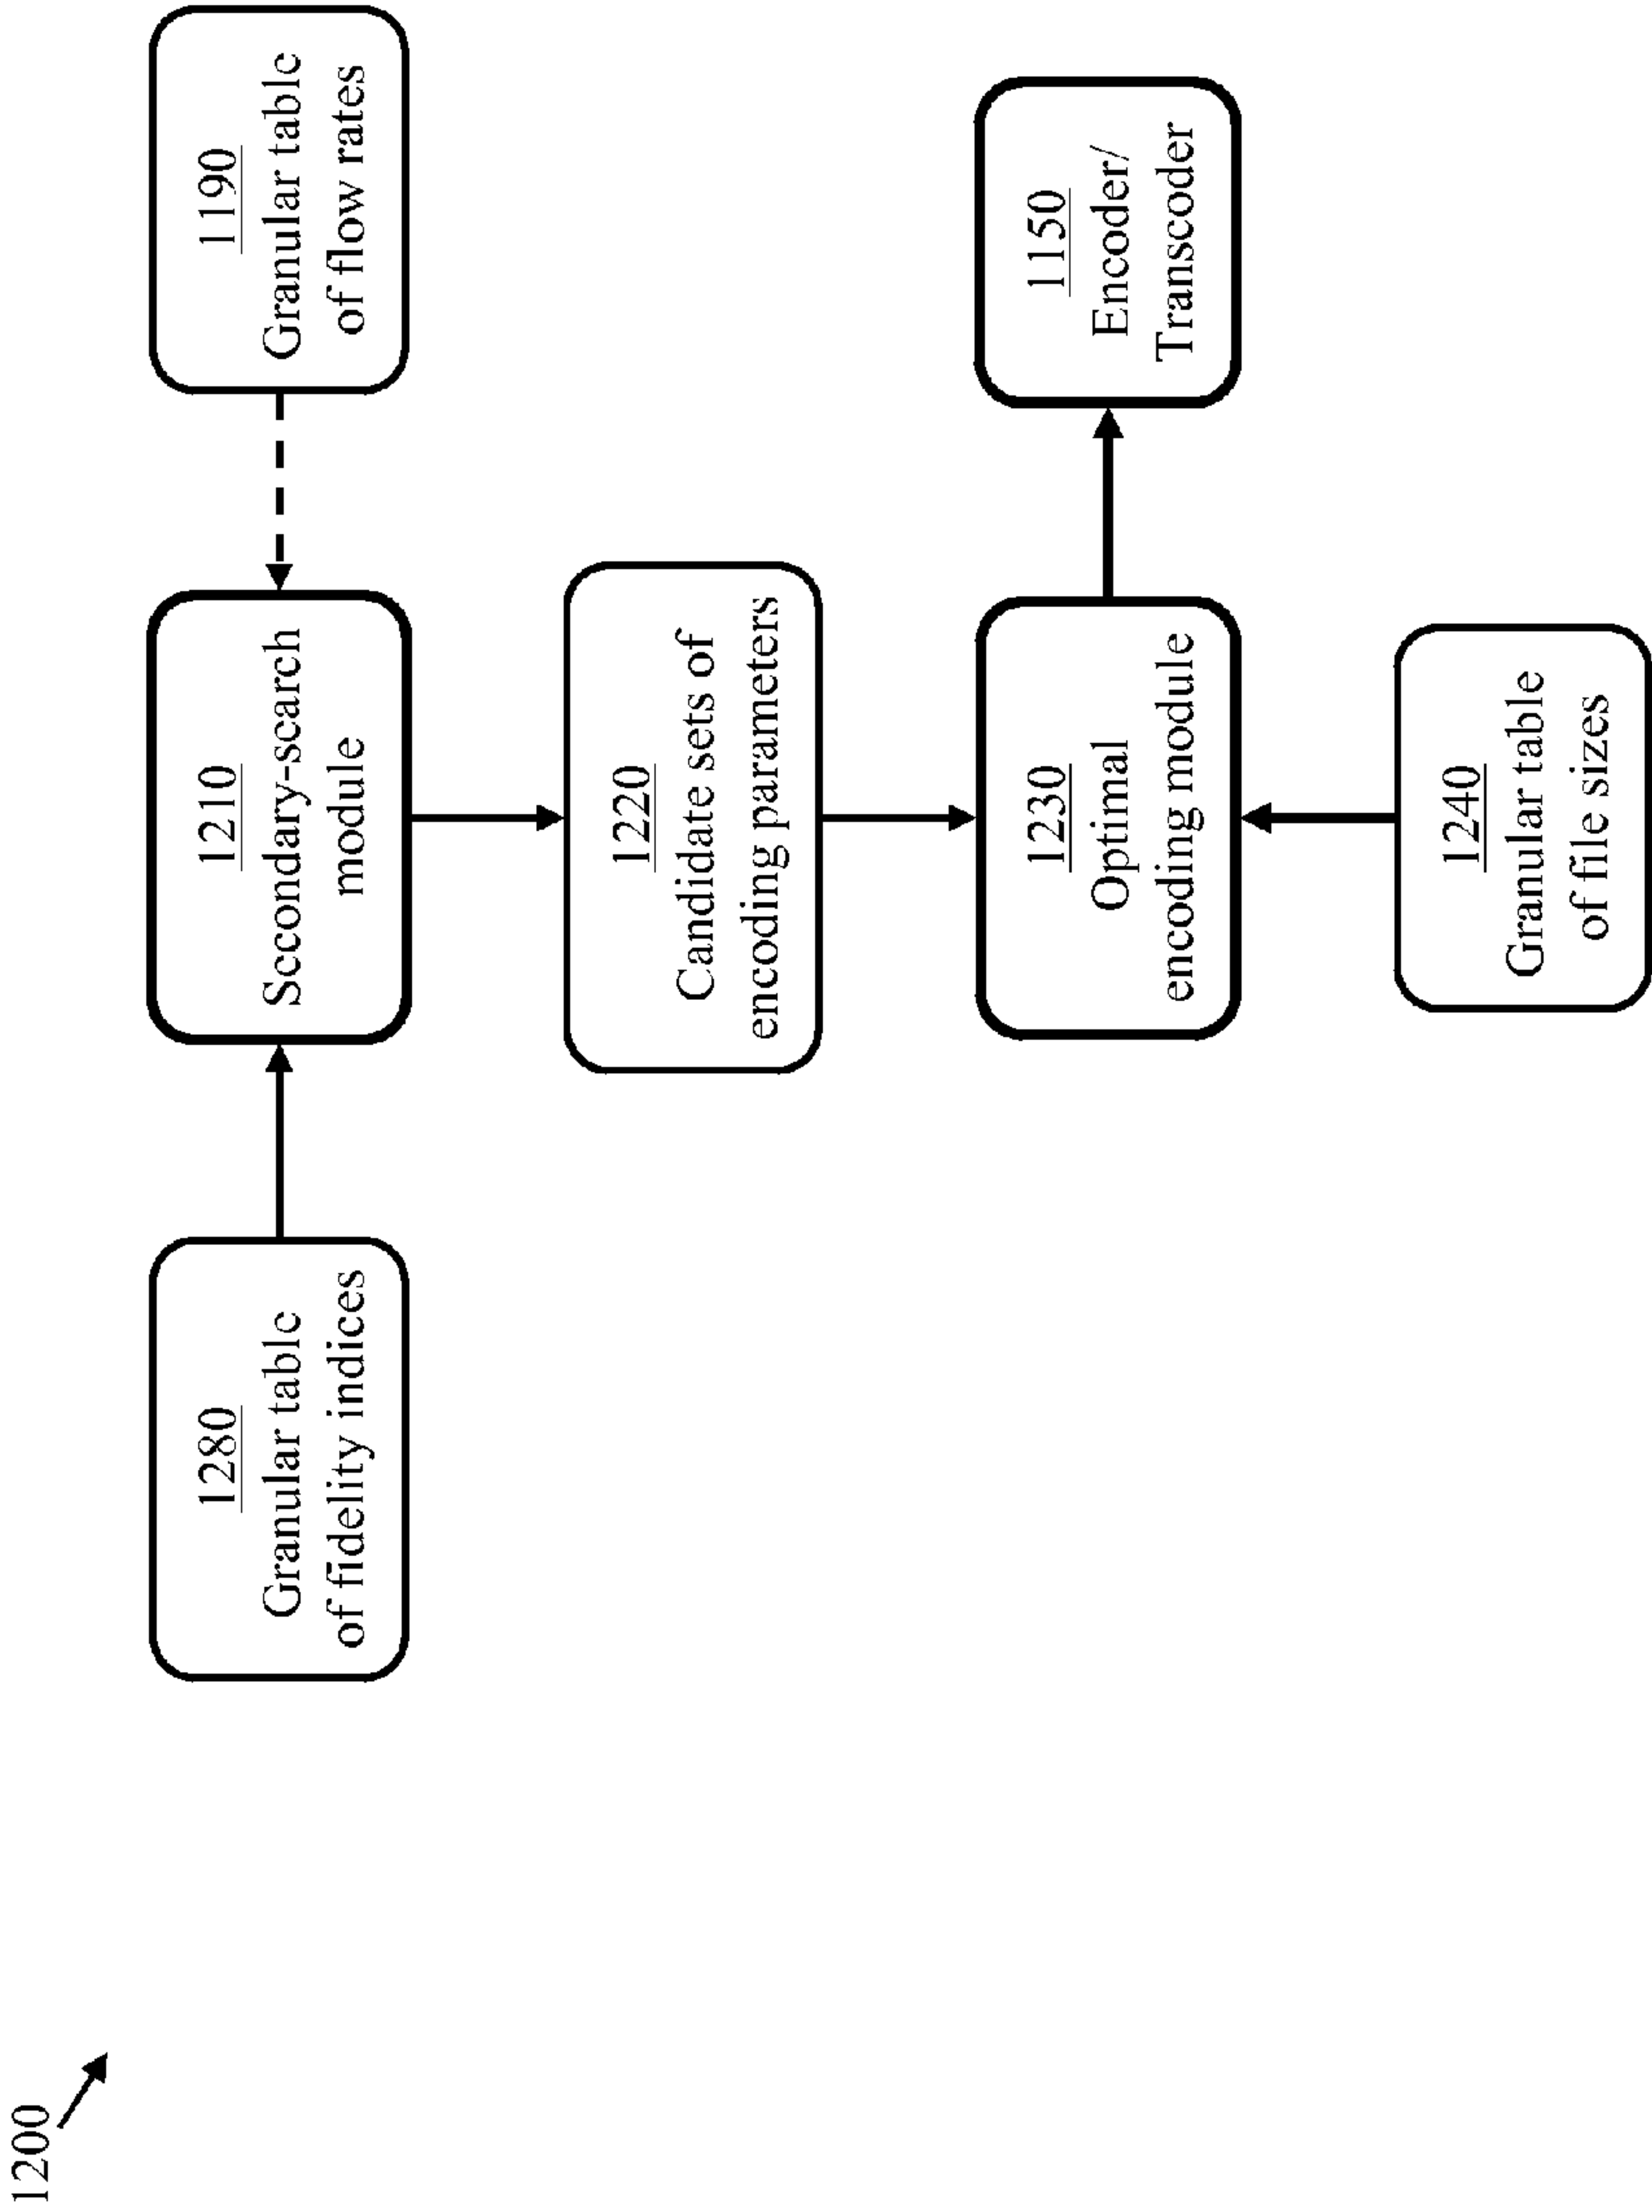 1200
1280
Granular table
of fidelity indices
1210
Secondary-search
module
1190
Granular table
of flow rates
1220
Candidate sets of
encoding parameters
1230
Optimal
encoding module
1150
Encoder/
Transcoder
1240
Granular table
of file sizes